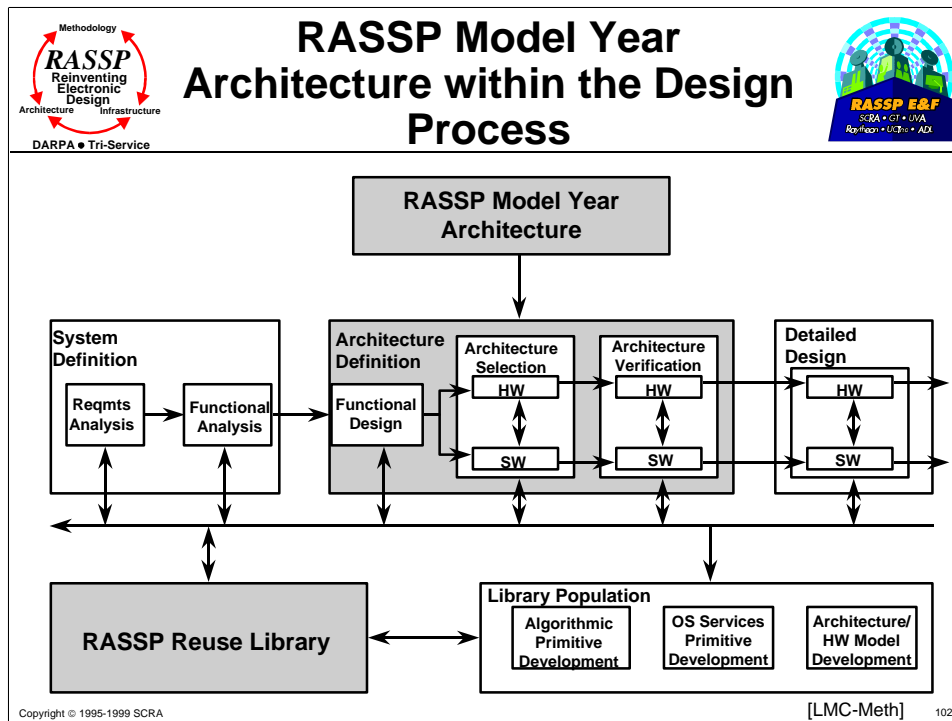 Methodology
RASSP
Reinventing
Electronic
Design
Architecture
Infrastructure
DARPA ● Tri-Service
RASSP Model Year
Architecture within the Design
Process
RASSP E&F
SCRA • GT • UVA
Raytheon • UCinc • ADL
RASSP Model Year
Architecture
System
Definition
Reqmts
Analysis
Functional
Analysis
Architecture
Definition
Functional
Design
Architecture
Selection
HW
SW
Architecture
Verification
HW
SW
Detailed
Design
HW
SW
RASSP Reuse Library
Library Population
Algorithmic
Primitive
Development
OS Services
Primitive
Development
Architecture/
HW Model
Development
Copyright © 1995-1999 SCRA
[LMC-Meth]
102